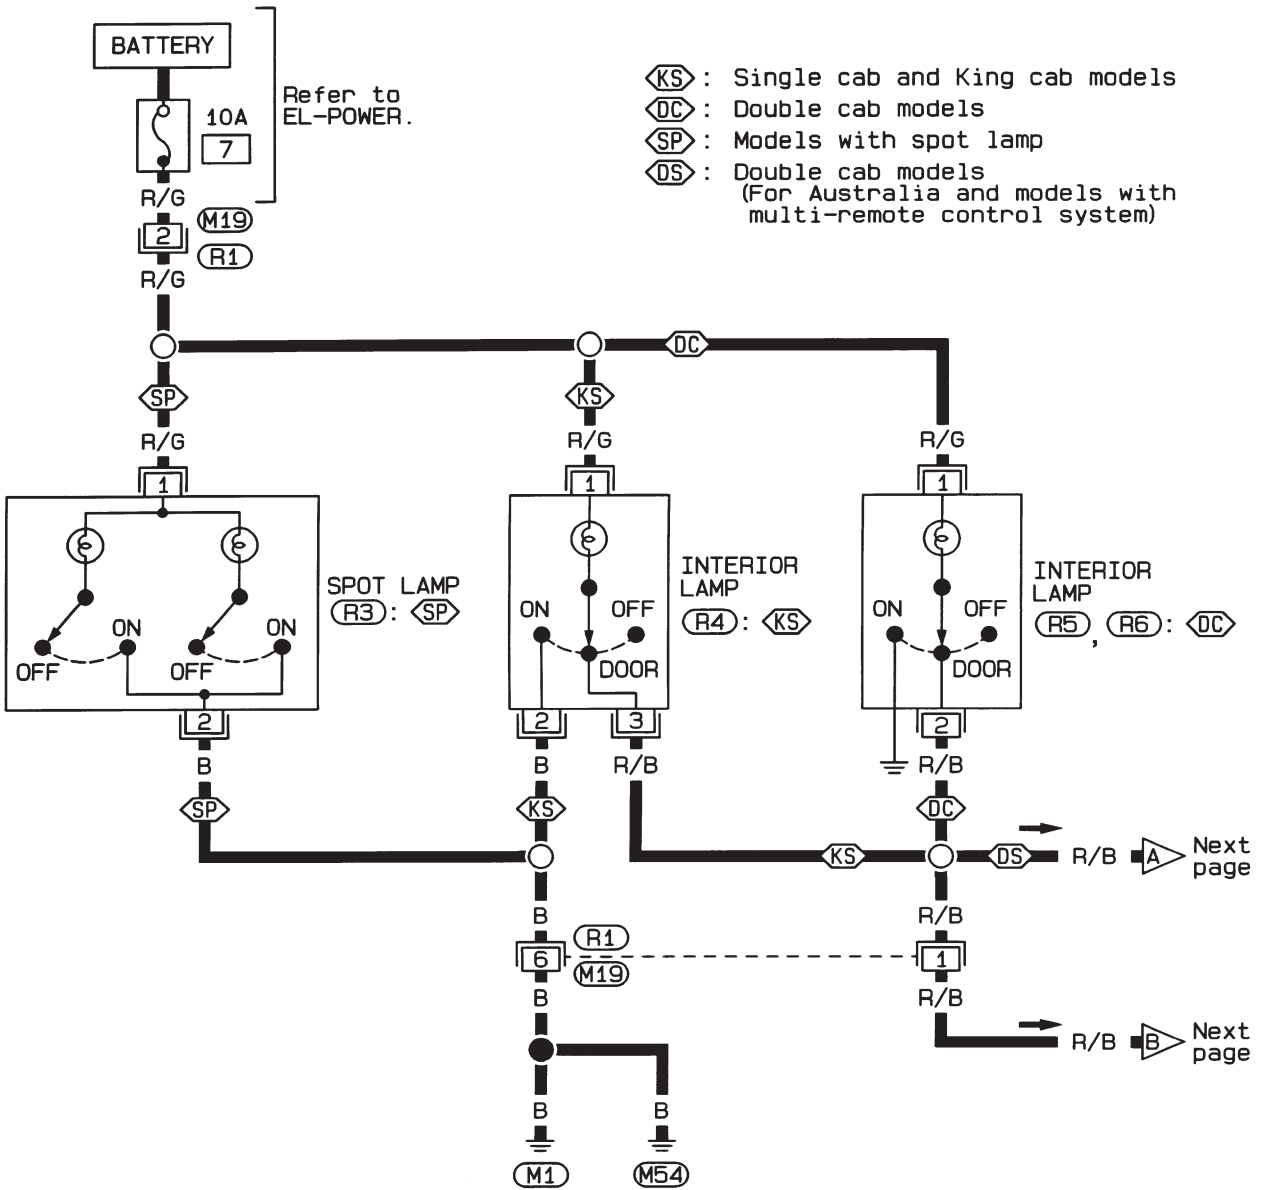 BATTERY
10A
7
Refer to
EL-POWER.
R/G
M19
2
R1
R/G
KS : Single cab and King cab models
DC : Double cab models
SP : Models with spot lamp
DS : Double cab models
(For Australia and models with
multi-remote control system)
DC
SP
KS
R/G
R/G
R/G
1
1
1
OFF
ON
OFF
ON
SPOT LAMP
R3 : SP
ON
OFF
DOOR
INTERIOR
LAMP
R4 : KS
ON
OFF
DOOR
INTERIOR
LAMP
R5 , R6 : DC
2
2
3
2
B
B
R/B
R/B
SP
KS
DC
KS
DS
R/B
A
Next
page
B
R/B
R1
6
M19
1
B
R/B
R/B
B
Next
page
B
B
M1
M54